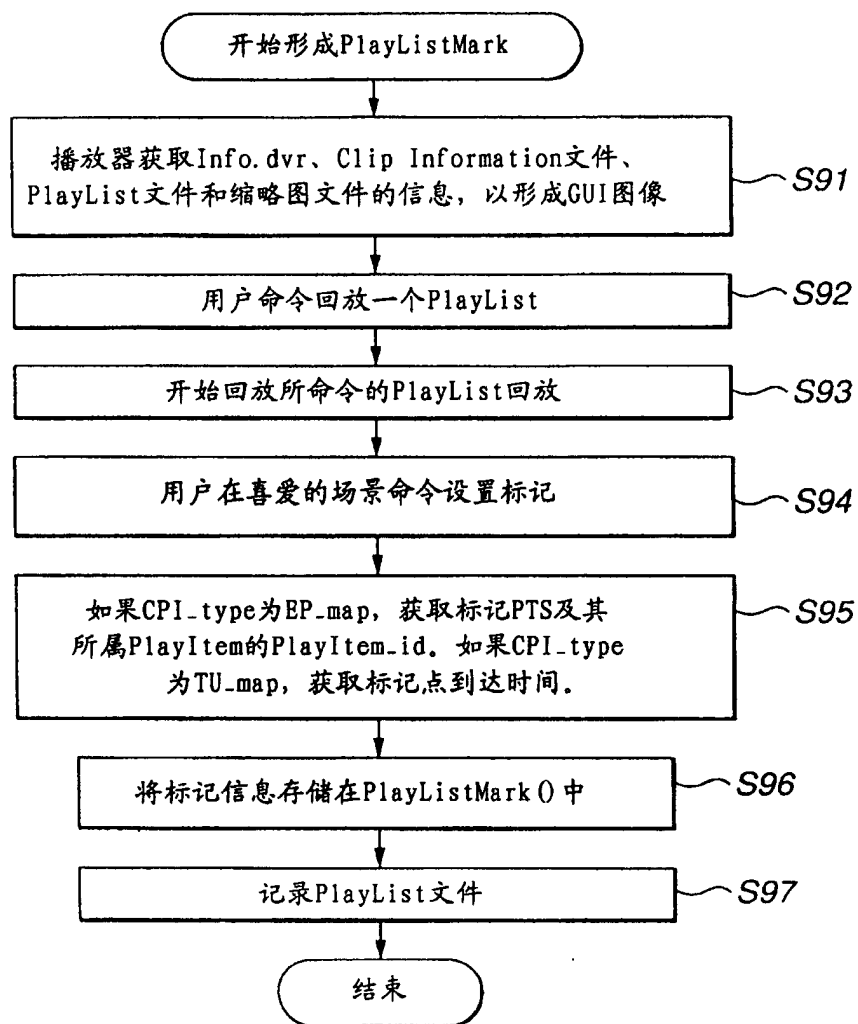 开始形成PlayListMark
播放器获取Info.dvr、Clip Information文件、
PlayList文件和缩略图文件的信息，以形成GUI图像
S91
用户命令回放一个PlayList
S92
开始回放所命令的PlayList回放
S93
用户在喜爱的场景命令设置标记
S94
如果CPI_type为EP_map，获取标记PTS及其
所属PlayItem的PlayItem_id。如果CPI_type
为TU_map，获取标记点到达时间。
S95
将标记信息存储在PlayListMark()中
S96
记录PlayList文件
S97
结束